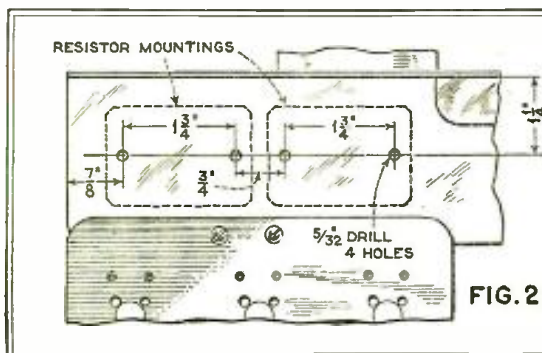 RESISTOR MOUNTINGS
1 3/4"
1 3/4"
1 1/4"
7/8"
3/4"
5/32" DRILL
4 HOLES
FIG. 2